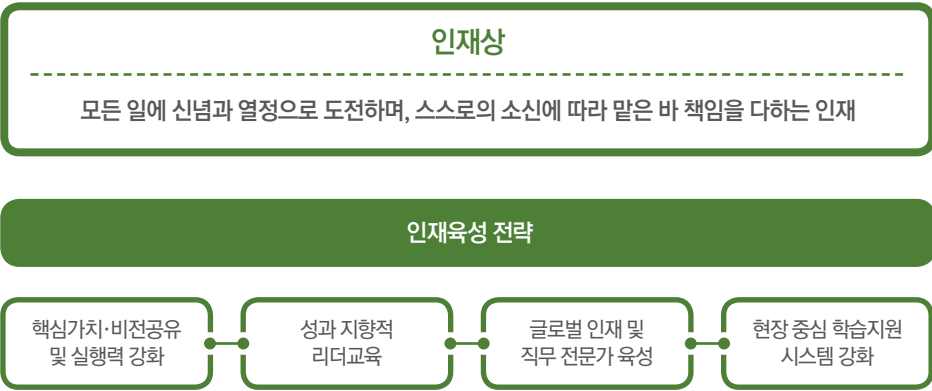 인재상
모든 일에 신념과 열정으로 도전하며, 스스로의 소신에 따라 맡은 바 책임을 다하는 인재
인재육성 전략
핵심가치·비전공유
및 실행력 강화
성과 지향적
리더교육
글로벌 인재 및
직무 전문가 육성
현장 중심 학습지원
시스템 강화